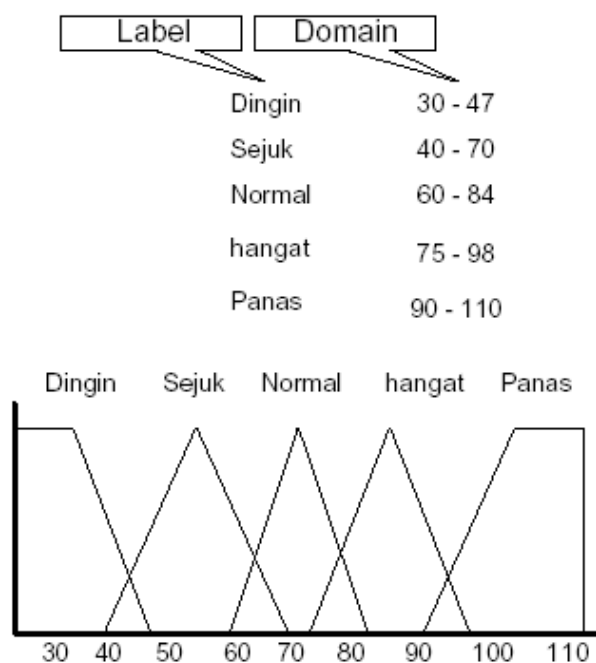 Label Domain
Dingin 30 - 47
Sejuk 40 - 70
Normal 60 - 84
hangat 75 - 98
Panas 90 - 110
Dingin Sejuk Normal hangat Panas
30 40 50 60 70 80 90 100 110